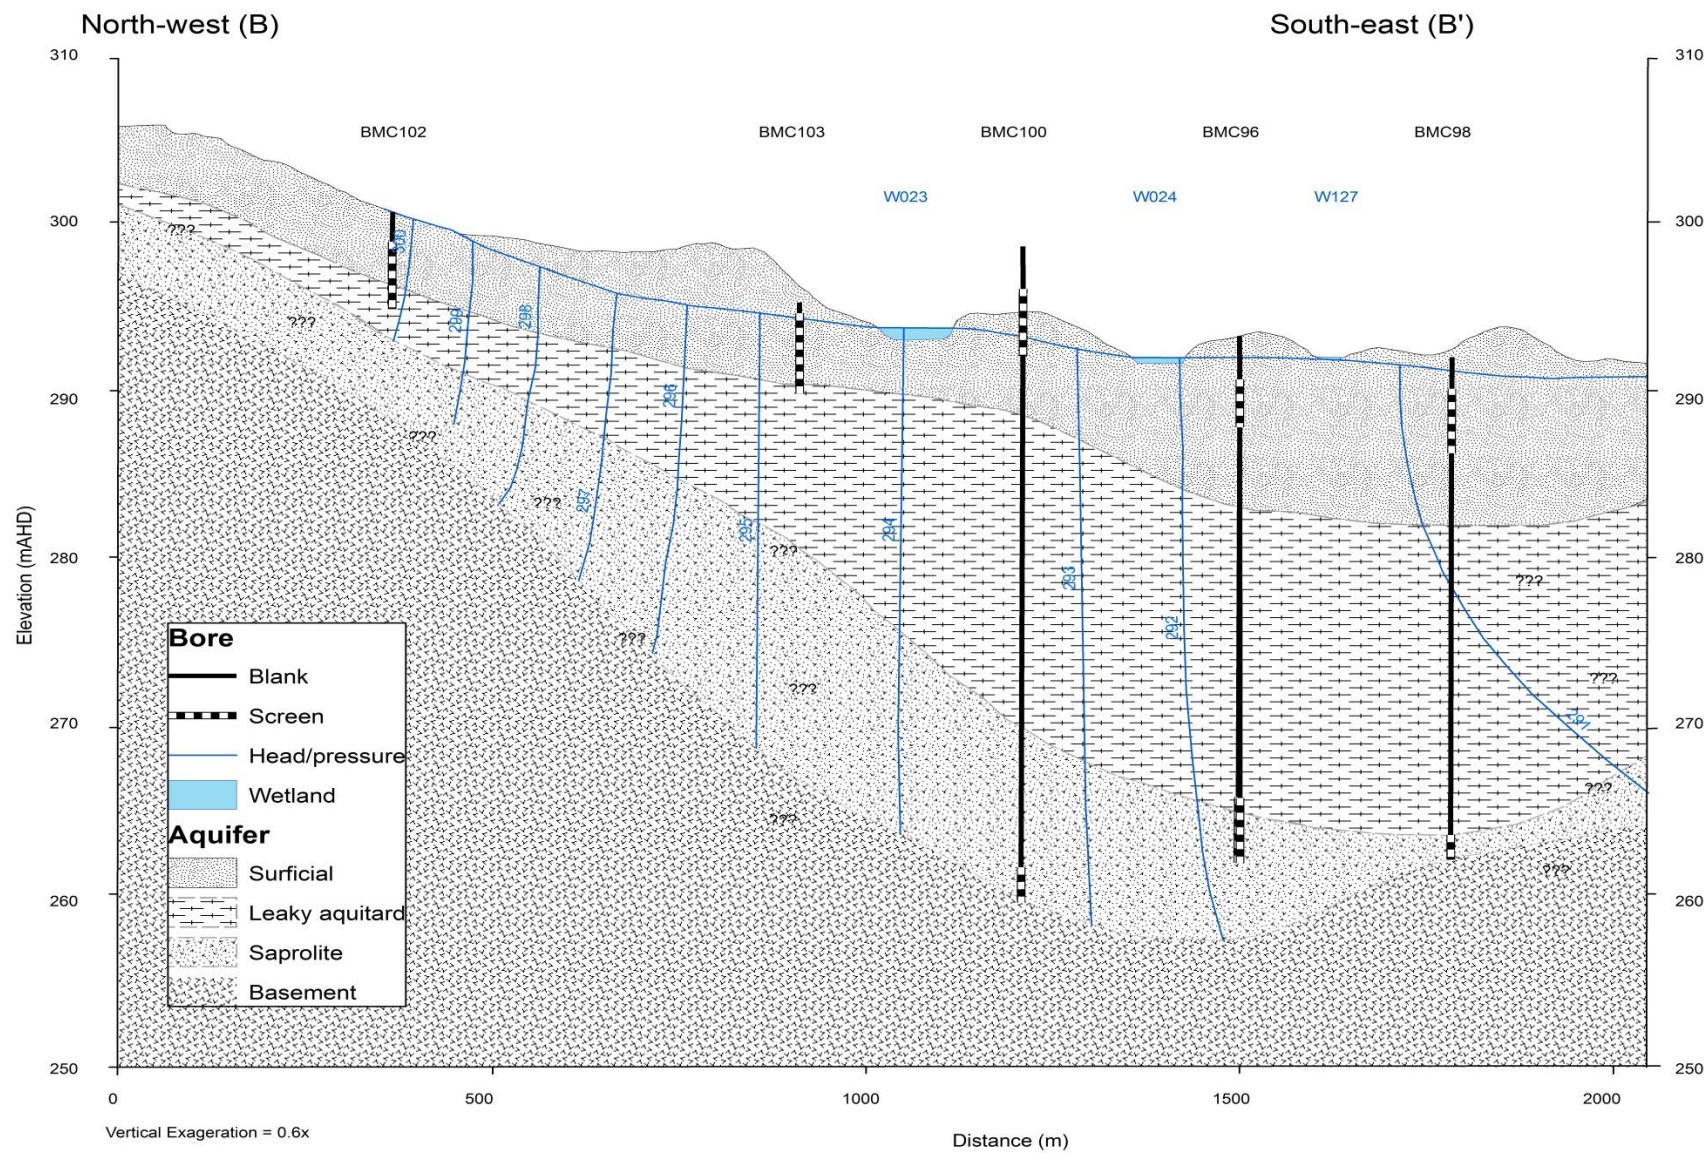 North-west (B)
South-east (B')
310
310
BMC102
BMC103
BMC100
BMC96
BMC98
W023
W024
W127
300
300
???
300
???
299
298
290
290
296
???
???
297
295
294
???
280
280
???
293
292
???
???
???
270
270
291
???
???
???
260
260
250
250
Elevation (mAHD)
Bore
Blank
Screen
Head/pressure
Wetland
Aquifer
Surficial
Leaky aquitard
Saprolite
Basement
0
500
1000
1500
2000
Vertical Exageration = 0.6x
Distance (m)